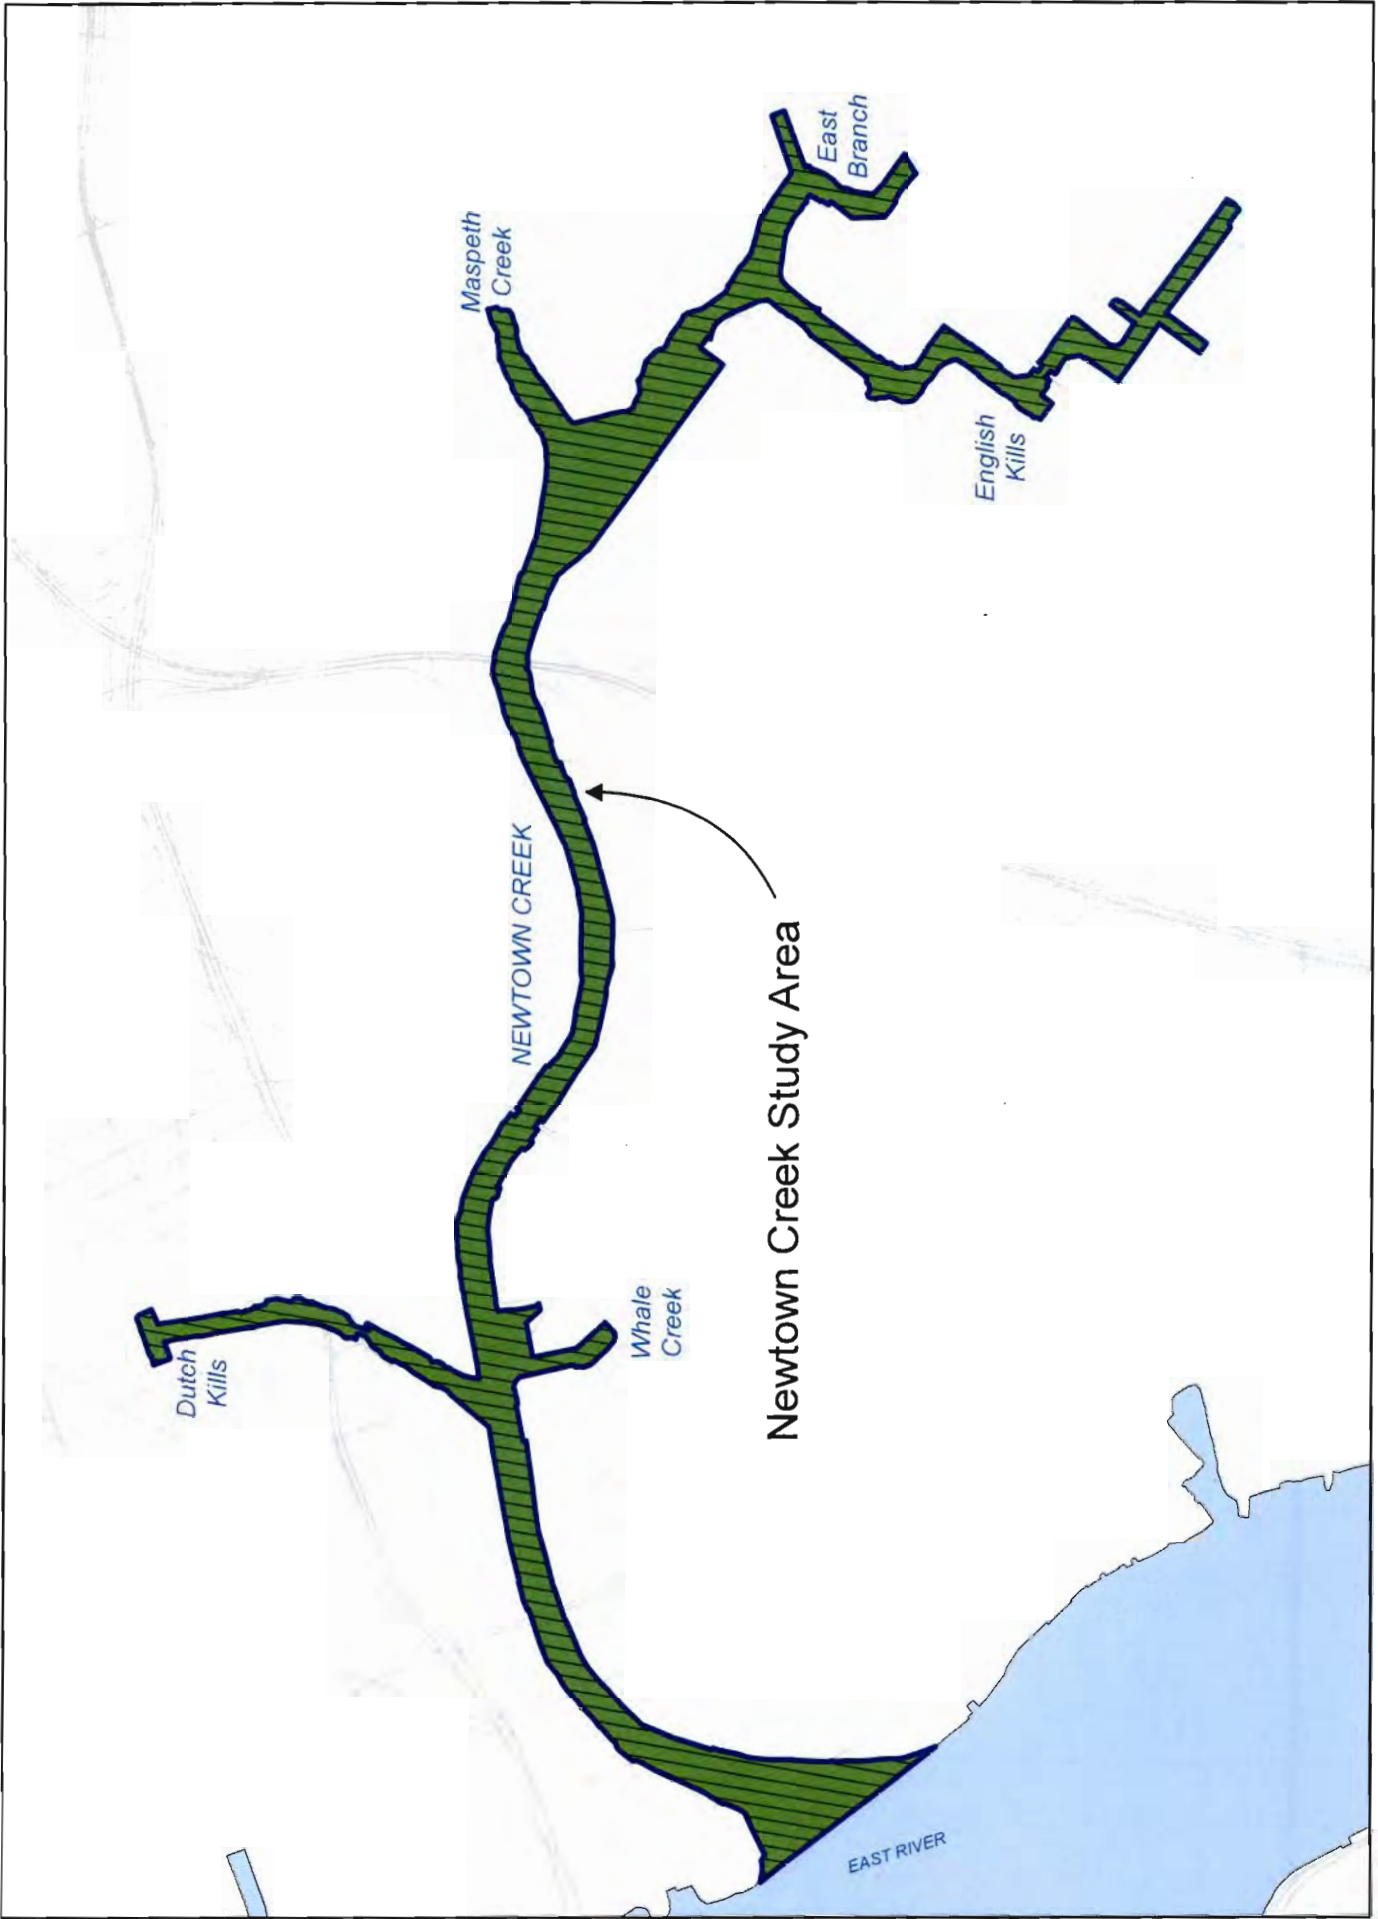 Maspeth
Creek
East
Branch
English
Kills
NEWTOWN CREEK
Dutch
Kills
Whale
Creek
Newtown Creek Study Area
EAST RIVER